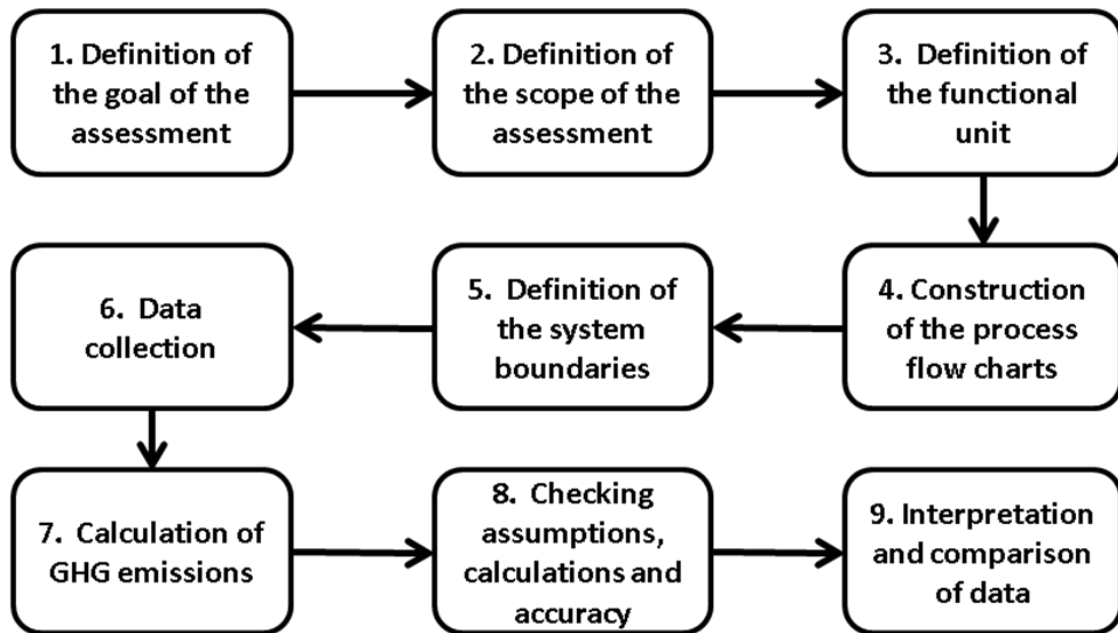 1. Definition of
the goal of the
assessment
2. Definition of
the scope of the
assessment
3. Definition of
the functional
unit
4. Construction
of the process
flow charts
5. Definition of
the system
boundaries
6. Data
collection
7. Calculation of
GHG emissions
8. Checking
assumptions,
calculations and
accuracy
9. Interpretation
and comparison
of data